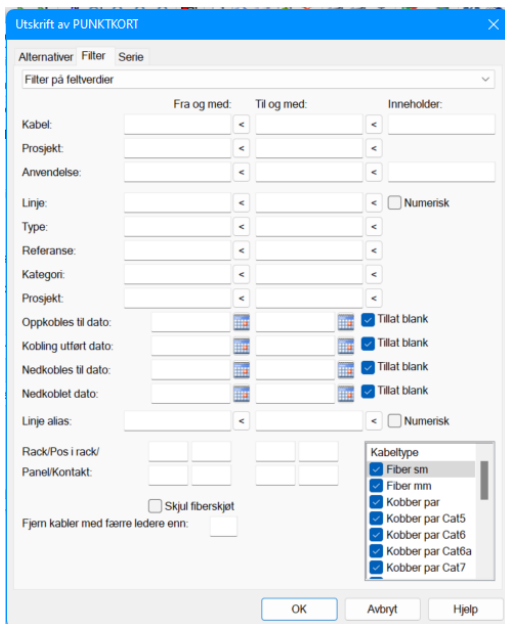 Utskrift av PUNKTKORT
Alternativer Filter Serie
Filter på feltverdier
Fra og med: Til og med: Inneholder:
Kabel: < <
Prosjekt: < <
Anvendelse: < <
Linje: < < Numerisk
Type: < <
Referanse: < <
Kategori: < <
Prosjekt: < <
Oppkobles til dato: Tillat blank
Kobling utført dato: Tillat blank
Nedkobles til dato: Tillat blank
Nedkoblet dato: Tillat blank
Linje alias: < < Numerisk
Rack/Pos i rack/
Panel/Kontakt:
Skjul fiberskjøt
Fjern kabler med færre ledere enn:
Kabeltype
Fiber sm
Fiber mm
Kobber par
Kobber par Cat5
Kobber par Cat6
Kobber par Cat6a
Kobber par Cat7
OK Avbryt Hjelp